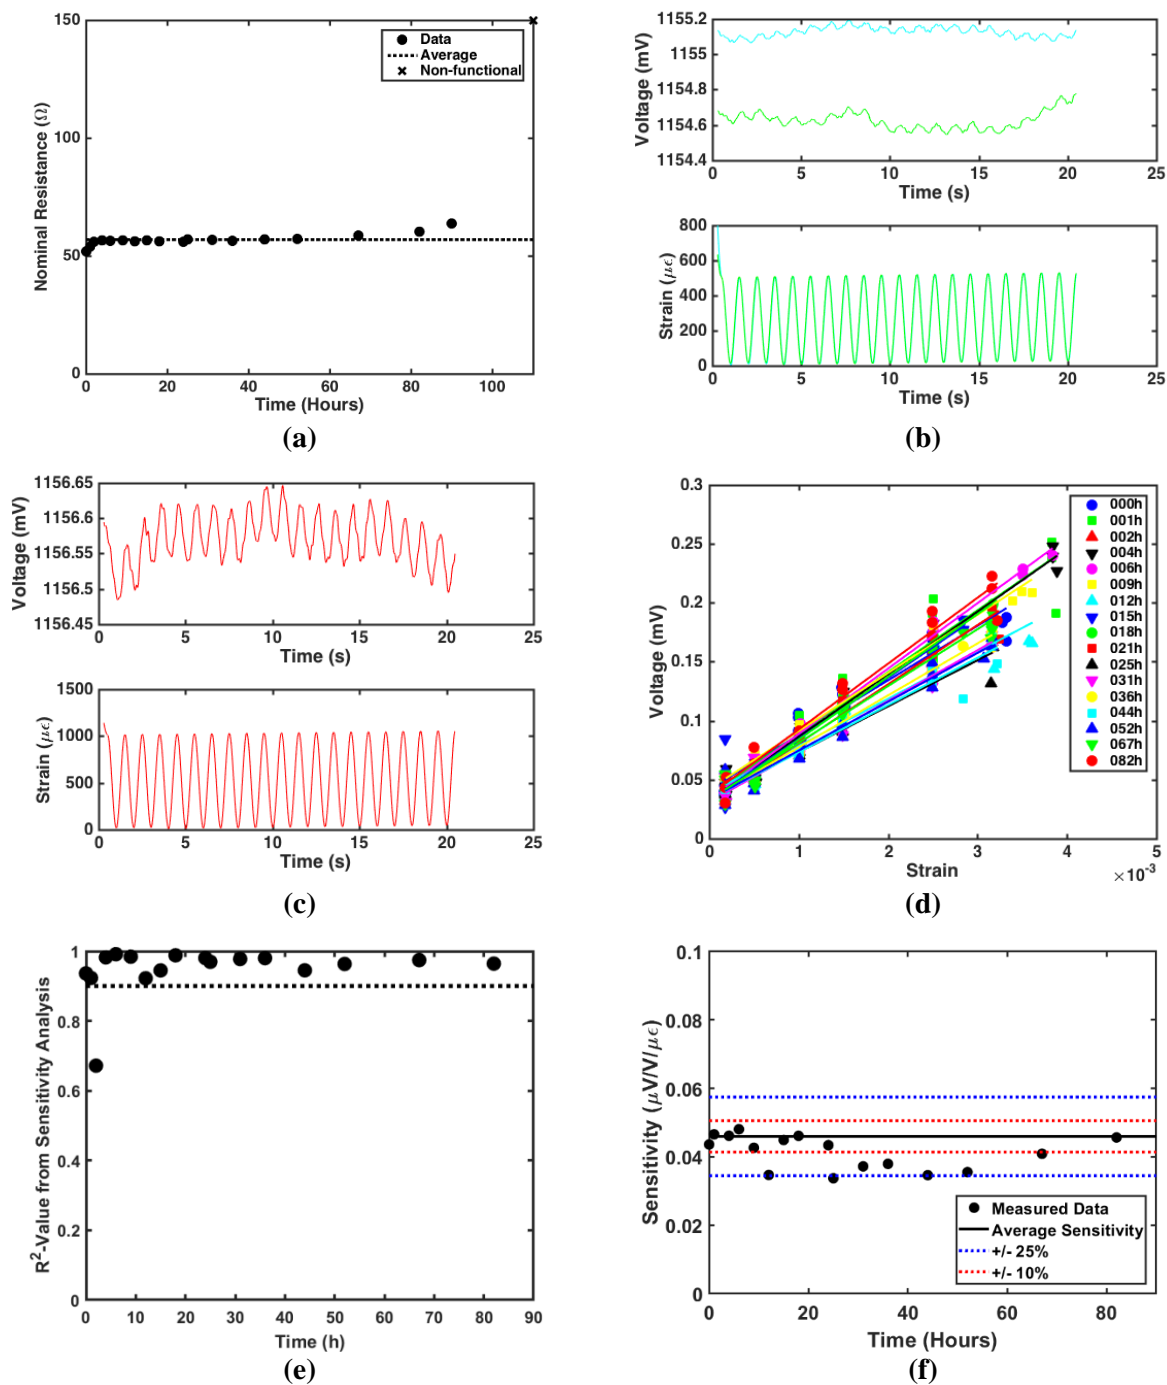 150
100
50
0
Nominal Resistance (Ω)
Data
Average
Non-functional
0 20 40 60 80 100
Time (Hours)
(a)
1155.2
1155
1154.8
1154.6
1154.4
Voltage (mV)
0 5 10 15 20 25
Time (s)
800
600
400
200
0
Strain (με)
0 5 10 15 20 25
Time (s)
(b)
1156.65
1156.6
1156.55
1156.5
1156.45
Voltage (mV)
0 5 10 15 20 25
Time (s)
1500
1000
500
0
Strain (με)
0 5 10 15 20 25
Time (s)
(c)
0.3
0.25
0.2
0.15
0.1
0.05
0
Voltage (mV)
000h
001h
002h
004h
006h
009h
012h
015h
018h
021h
025h
031h
036h
044h
052h
067h
082h
0 1 2 3 4 5
Strain
×10⁻³
(d)
1
0.8
0.6
0.4
0.2
0
R²-Value from Sensitivity Analysis
0 10 20 30 40 50 60 70 80 90
Time (h)
(e)
0.1
0.08
0.06
0.04
0.02
0
Sensitivity (μV/V/με)
Measured Data
Average Sensitivity
+/- 25%
+/- 10%
0 20 40 60 80
Time (Hours)
(f)